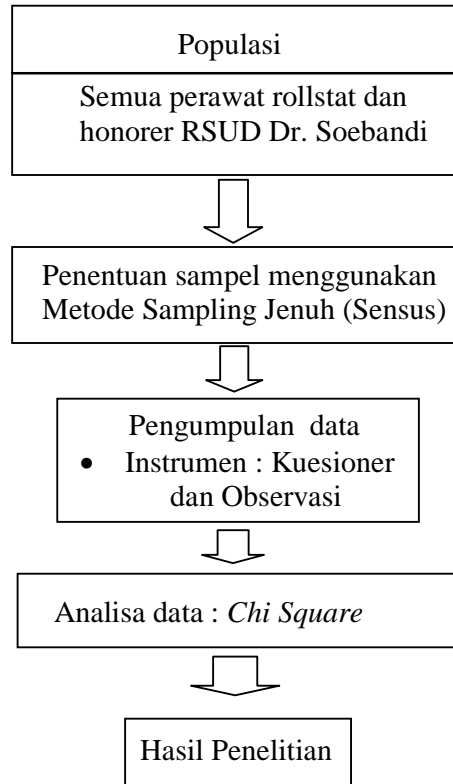 Populasi
Semua perawat rollstat dan
honorer RSUD Dr. Soebandi
Penentuan sampel menggunakan
Metode Sampling Jenuh (Sensus)
Pengumpulan data
• Instrumen : Kuesioner
dan Observasi
Analisa data : Chi Square
Hasil Penelitian